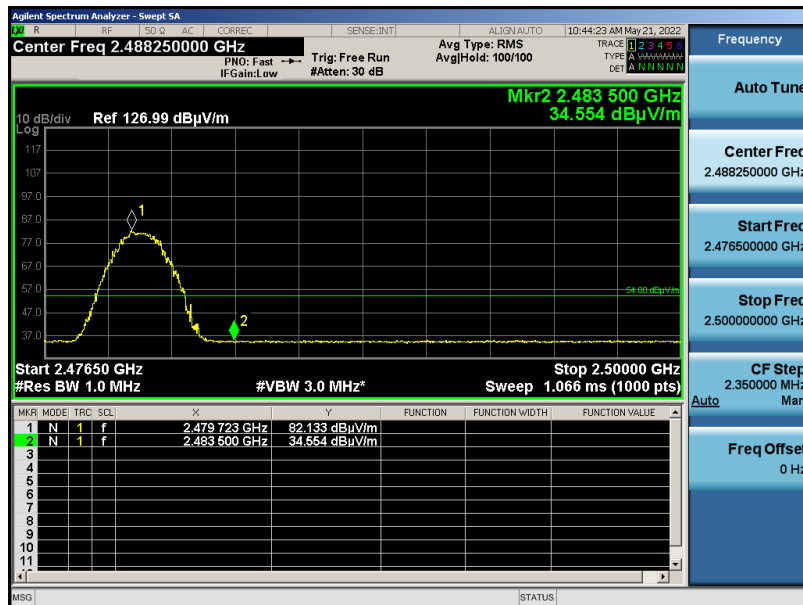 Agilent Spectrum Analyzer - Swept SA
LXI R RF 50 Ω AC CORREC SENSE:INT ALIGN AUTO 10:44:23 AM May 21, 2022
Center Freq 2.488250000 GHz
PNO: Fast
IFGain:Low
Trig: Free Run
#Atten: 30 dB
Avg Type: RMS
Avg|Hold: 100/100
TRACE 1 2 3 4 5 6
TYPE A
DET A N N N N N
Mkr2 2.483 500 GHz
34.554 dBµV/m
10 dB/div Ref 126.99 dBµV/m
Log
117
107
97.0
87.0
77.0
67.0
57.0
47.0
37.0
1
2
54.00 dBµV/m
Start 2.47650 GHz Stop 2.50000 GHz
#Res BW 1.0 MHz #VBW 3.0 MHz* Sweep 1.066 ms (1000 pts)
MKR MODE TRC SCL X Y FUNCTION FUNCTION WIDTH FUNCTION VALUE
1 N 1 f 2.479 723 GHz 82.133 dBµV/m
2 N 1 f 2.483 500 GHz 34.554 dBµV/m
3
4
5
6
7
8
9
10
11
MSG STATUS
Frequency
Auto Tune
Center Freq
2.488250000 GHz
Start Freq
2.476500000 GHz
Stop Freq
2.500000000 GHz
CF Step
2.350000 MHz
Auto Man
Freq Offset
0 Hz